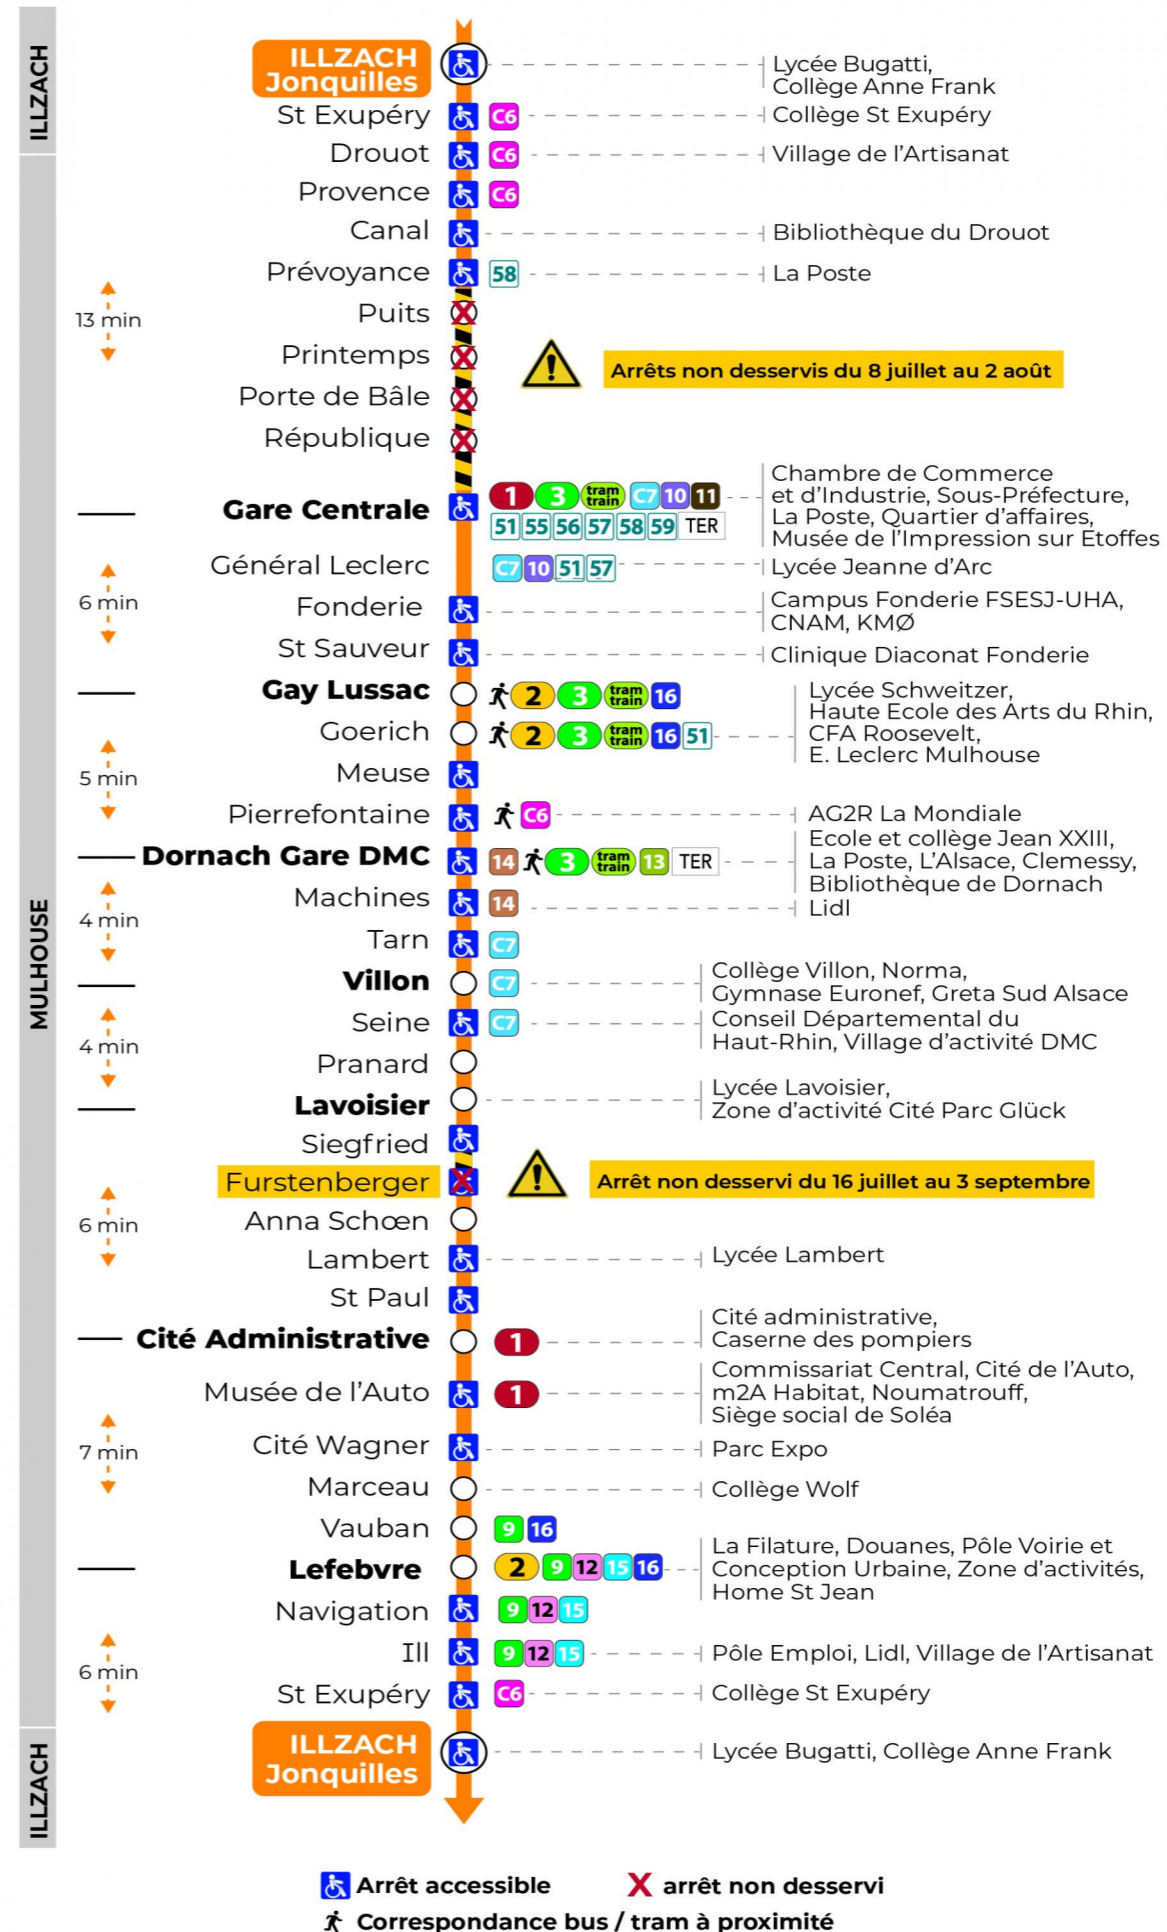 ILLZACH
ILLZACH
Jonquilles
Lycée Bugatti,
Collège Anne Frank
St Exupéry C6 Collège St Exupéry
Drouot C6 Village de l'Artisanat
Provence C6
Canal Bibliothèque du Drouot
Prévoyance 58 La Poste
Puits
13 min
Printemps
Arrêts non desservis du 8 juillet au 2 août
Porte de Bâle
République
Gare Centrale
1 3 tram train C7 10 11
51 55 56 57 58 59 TER
Chambre de Commerce
et d'Industrie, Sous-Préfecture,
La Poste, Quartier d'affaires,
Musée de l'Impression sur Etoffes
Général Leclerc C7 10 51 57 Lycée Jeanne d'Arc
6 min
Fonderie
Campus Fonderie FSESJ-UHA,
CNAM, KMØ
St Sauveur Clinique Diaconat Fonderie
Gay Lussac 2 3 tram train 16
Goerich 2 3 tram train 16 51
Lycée Schweitzer,
Haute Ecole des Arts du Rhin,
CFA Roosevelt,
E. Leclerc Mulhouse
Meuse
5 min
Pierrefontaine C6 AG2R La Mondiale
Dornach Gare DMC 14 3 tram train 13 TER
Ecole et collège Jean XXIII,
La Poste, L'Alsace, Clemessy,
Bibliothèque de Dornach
Machines 14 Lidl
4 min
MULHOUSE
Tarn C7
Villon C7
Collège Villon, Norma,
Gymnase Euronef, Greta Sud Alsace
Seine C7
Conseil Départemental du
Haut-Rhin, Village d'activité DMC
4 min
Pranard
Lavoisier
Lycée Lavoisier,
Zone d'activité Cité Parc Glück
Siegfried
Furstenberger
Arrêt non desservi du 16 juillet au 3 septembre
Anna Schœn
6 min
Lambert Lycée Lambert
St Paul
Cité Administrative 1
Cité administrative,
Caserne des pompiers
Musée de l'Auto 1
Commissariat Central, Cité de l'Auto,
m2A Habitat, Noumatrouff,
Siège social de Soléa
Cité Wagner Parc Expo
7 min
Marceau Collège Wolf
Vauban 9 16
Lefebvre 2 9 12 15 16
La Filature, Douanes, Pôle Voirie et
Conception Urbaine, Zone d'activités,
Home St Jean
Navigation 9 12 15
Ill 9 12 15 Pôle Emploi, Lidl, Village de l'Artisanat
6 min
St Exupéry C6 Collège St Exupéry
ILLZACH
Jonquilles
Lycée Bugatti, Collège Anne Frank
ILLZACH
Arrêt accessible X arrêt non desservi
Correspondance bus / tram à proximité